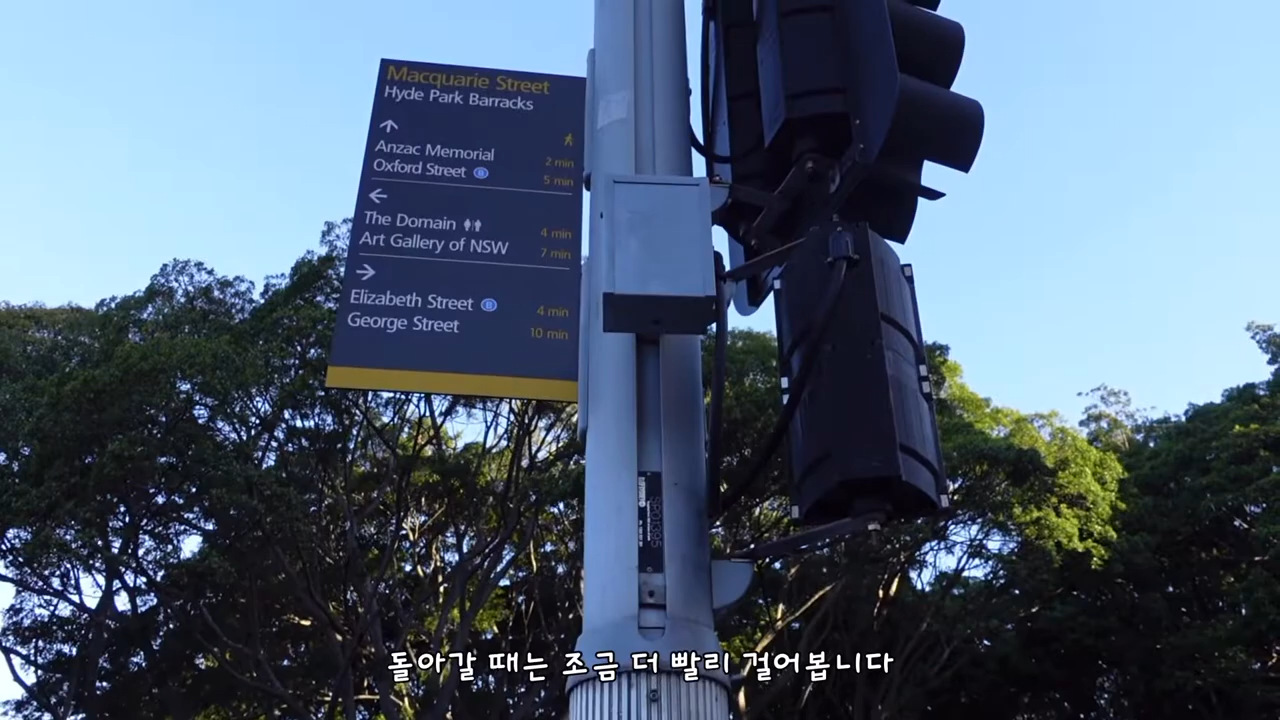 Macquarie Street
Hyde Park Barracks
Anzac Memorial 2 min
Oxford Street B 5 min
The Domain 4 min
Art Gallery of NSW 7 min
Elizabeth Street B 4 min
George Street 10 min
돌아갈 때는 조금 더 빨리 걸어봅니다